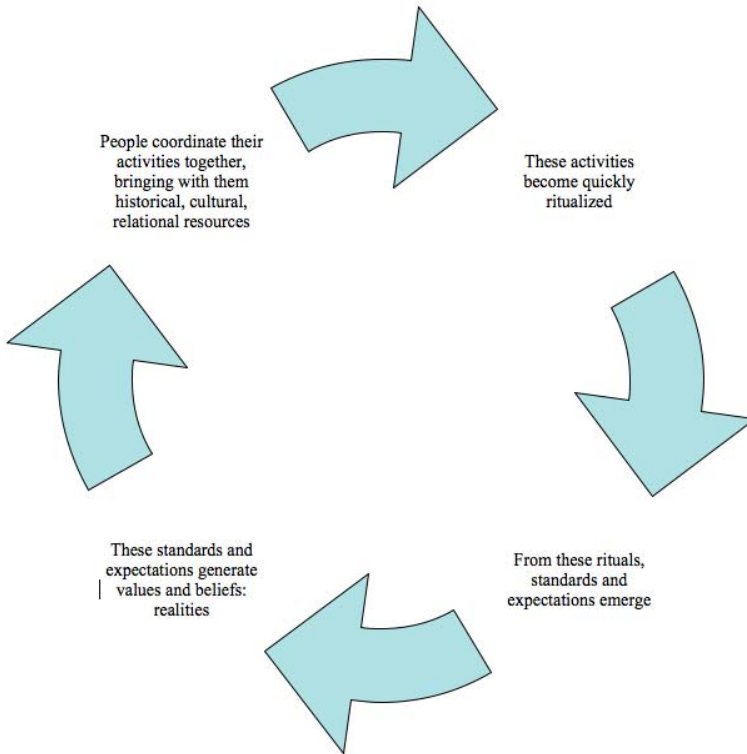 People coordinate their
activities together,
bringing with them
historical, cultural,
relational resources
These activities
become quickly
ritualized
From these rituals,
standards and
expectations emerge
These standards and
expectations generate
values and beliefs:
realities